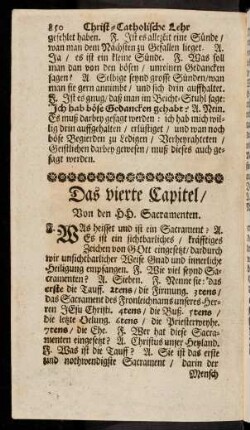 850 Christ-Catholische Lehr
gefehlt haben. F. Ist es allezeit eine Sünde /
wan man dem Nächsten zu Gefallen lieget. A.
Ja / es ist ein kleine Sünde. F. Was soll
man dan von den bösen / unreinen Gedancken
sagen? A. Selbige seynd grosse Sünden / wan
man sie gern annimbt / und sich drin auffhaltet.
F. Ist es gnug / daß man im Beicht-Stuhl sage:
Ich hab böse Gedancken gehabt? A. Nein.
Es muß darbey gesagt werden: ich hab mich wil-
lig drin auffgehalten / erlüstiget / und wan noch
böse Begierden zu Ledigen / Verheyratheten /
Geistlichen darbey gewesen / muß dieses auch ge-
sagt werden.
Das vierte Capitel /
Von den HH. Sacramenten.
F. WAs heisset und ist ein Sacrament? A.
Es ist ein sichtbarliches / kräfftiges
Zeichen von GOtt eingesetzt / dardurch
wir unsichtbarlicher Weise Gnad und innerliche
Heiligung empfangen. F. Wie viel seynd Sa-
cramenten? A. Sieben. F. Nenne sie: das
erste die Tauff. 2tens / die Firmung. 3tens /
das Sacrament des Fronleichnams unseres Her-
ren JEsu Christi. 4tens / die Buß. 5tens /
die letzte Oelung. 6tens / die Priesterweyhe.
7tens / die Ehe. F. Wer hat diese Sacra-
menten eingesetzt? A. Christus unser Heyland.
F. Was ist die Tauff? A. Sie ist das erste
und nothwendigste Sacrament / darin der
Mensch